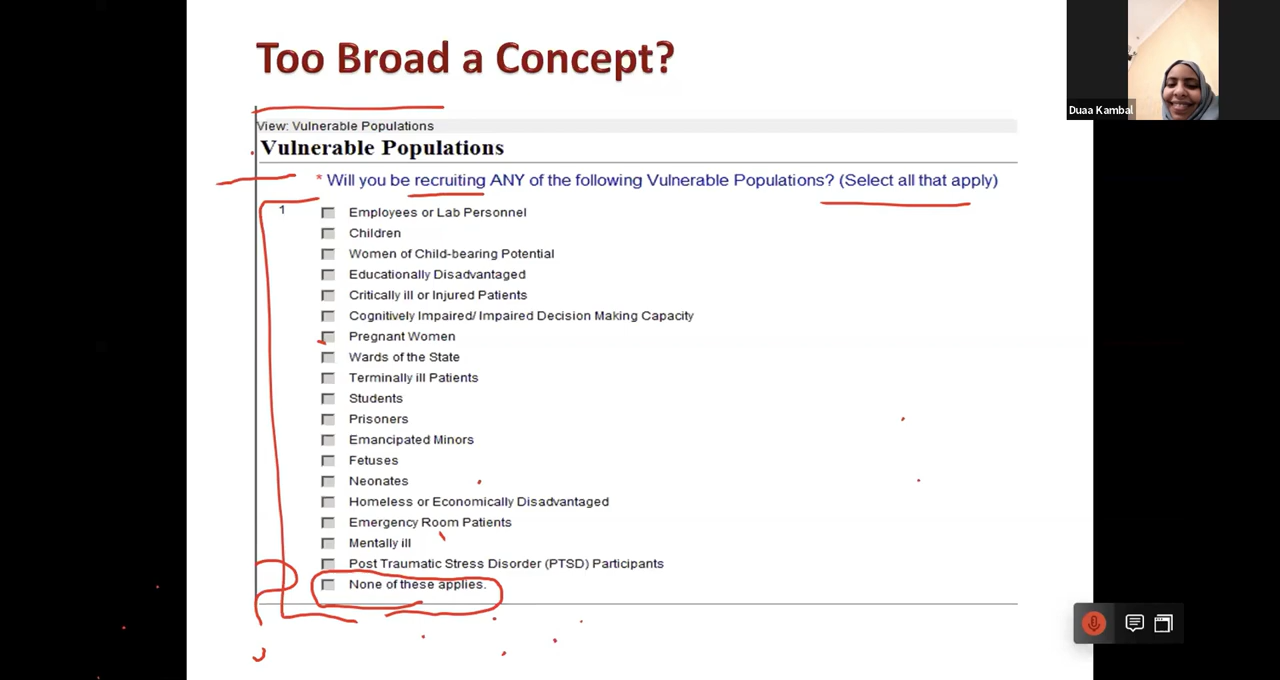 Too Broad a Concept?
Duaa Kambal
View: Vulnerable Populations
Vulnerable Populations
* Will you be recruiting ANY of the following Vulnerable Populations? (Select all that apply)
1
Employees or Lab Personnel
Children
Women of Child-bearing Potential
Educationally Disadvantaged
Critically ill or Injured Patients
Cognitively Impaired/ Impaired Decision Making Capacity
Pregnant Women
Wards of the State
Terminally ill Patients
Students
Prisoners
Emancipated Minors
Fetuses
Neonates
Homeless or Economically Disadvantaged
Emergency Room Patients
Mentally ill
Post Traumatic Stress Disorder (PTSD) Participants
None of these applies.